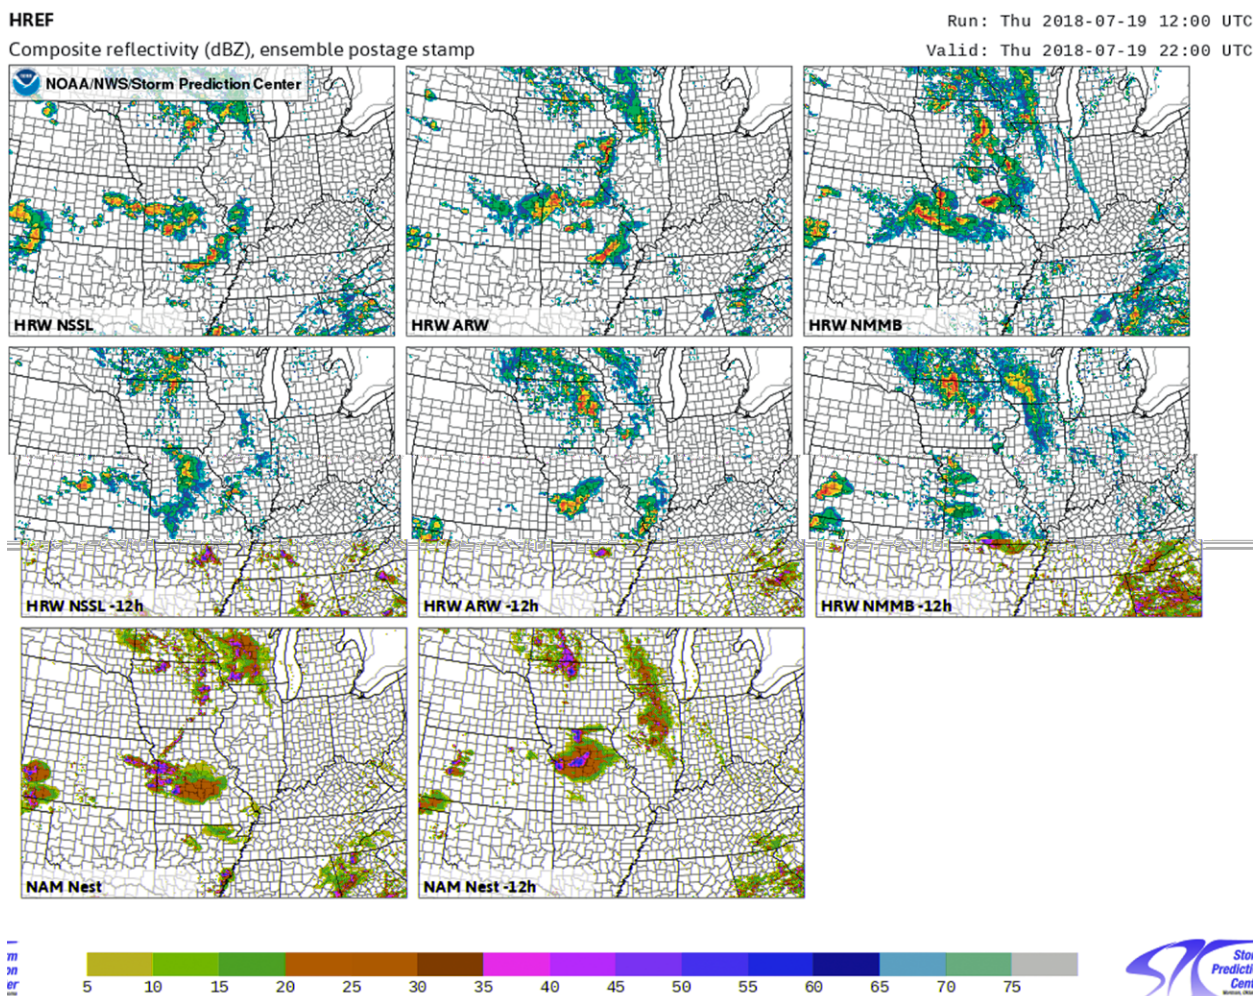 HREF
Run: Thu 2018-07-19 12:00 UTC
Composite reflectivity (dBZ), ensemble postage stamp
Valid: Thu 2018-07-19 22:00 UTC
NOAA/NWS/Storm Prediction Center
HRW NSSL
HRW ARW
HRW NMMB
HRW NSSL -12h
HRW ARW -12h
HRW NMMB -12h
NAM Nest
NAM Nest -12h
5 10 15 20 25 30 35 40 45 50 55 60 65 70 75